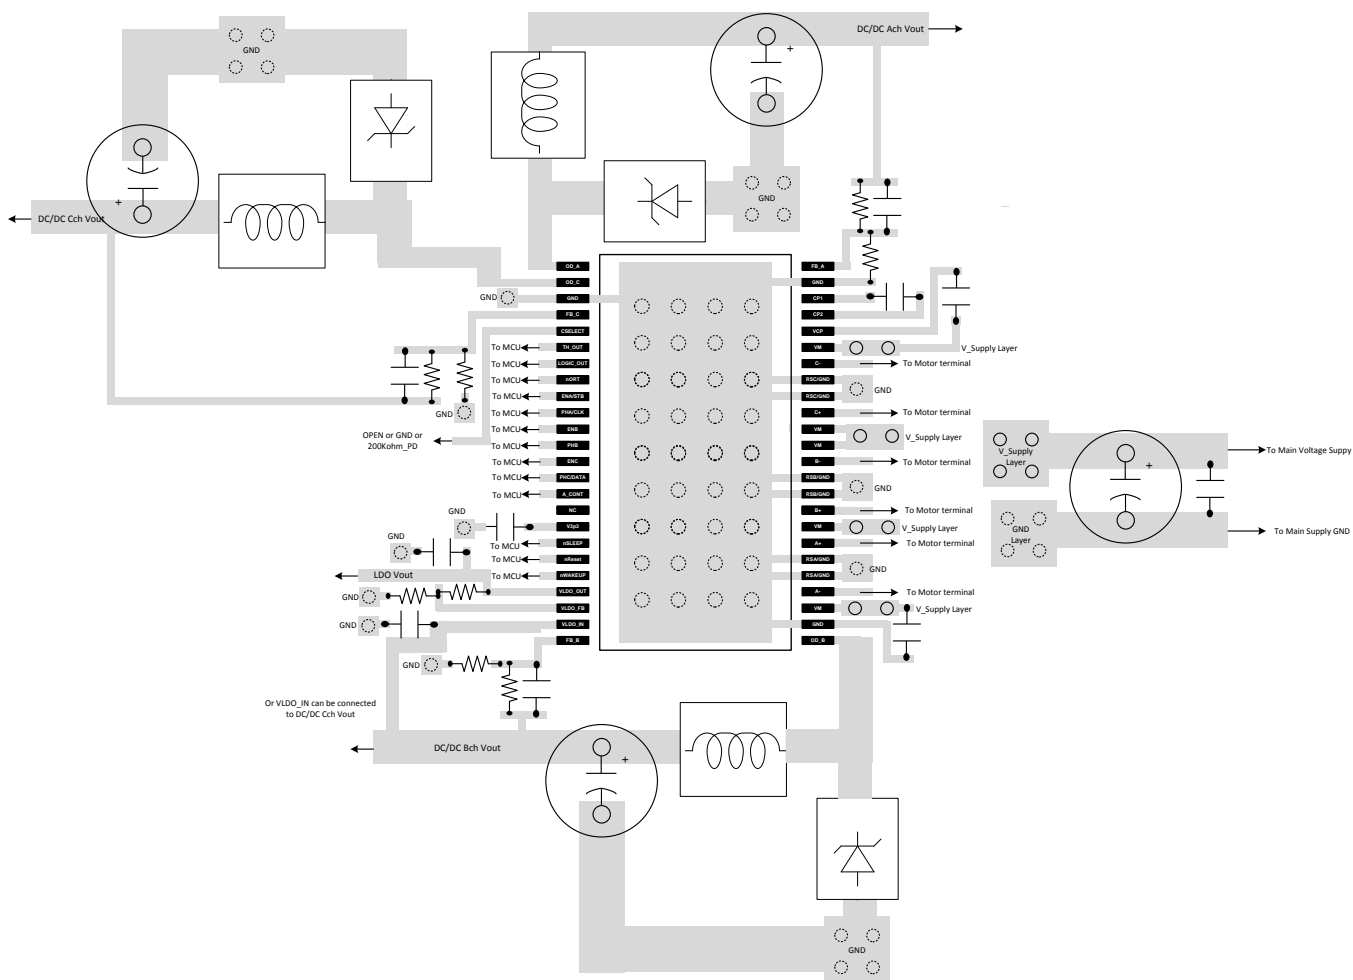 DC/DC Ach Vout
+
GND
DC/DC Cch Vout
+
GND
OD_A
OD_C
GND
GND
FB_C
CSELECT
To MCU
TH_OUT
To MCU
LOGIC_OUT
To MCU
nORT
To MCU
ENA/STB
To MCU
PHA/CLK
To MCU
ENB
To MCU
PHB
To MCU
ENC
To MCU
PHC/DATA
To MCU
A_CONT
NC
V3p3
To MCU
nSLEEP
To MCU
nReset
To MCU
nWAKEUP
VLDO_OUT
VLDO_FB
VLDO_IN
FB_B
GND
OPEN or GND or
200Kohm_PD
GND
GND
LDO Vout
GND
GND
GND
Or VLDO_IN can be connected
to DC/DC Cch Vout
DC/DC Bch Vout
+
GND
FB_A
GND
CP1
CP2
VCP
VM
V_Supply Layer
C-
To Motor terminal
RSC/GND
GND
RSC/GND
C+
To Motor terminal
VM
V_Supply Layer
VM
B-
To Motor terminal
RSB/GND
GND
RSB/GND
B+
To Motor terminal
VM
V_Supply Layer
A+
To Motor terminal
RSA/GND
GND
RSA/GND
A-
To Motor terminal
VM
V_Supply Layer
GND
OD_B
V_Supply
Layer
+
To Main Voltage Suppy
GND
Layer
To Main Supply GND